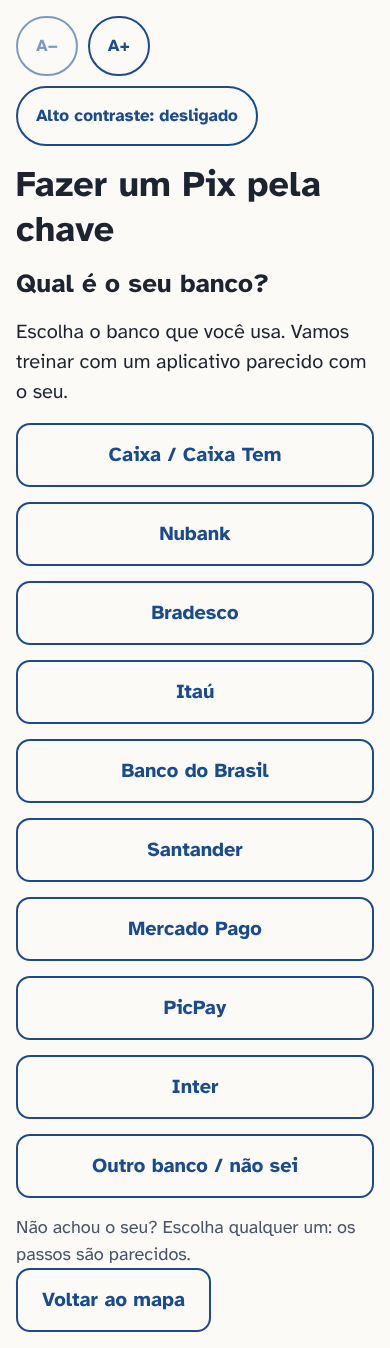 A−
A+
Alto contraste: desligado
Fazer um Pix pela
chave
Qual é o seu banco?
Escolha o banco que você usa. Vamos
treinar com um aplicativo parecido com
o seu.
Caixa / Caixa Tem
Nubank
Bradesco
Itaú
Banco do Brasil
Santander
Mercado Pago
PicPay
Inter
Outro banco / não sei
Não achou o seu? Escolha qualquer um: os
passos são parecidos.
Voltar ao mapa